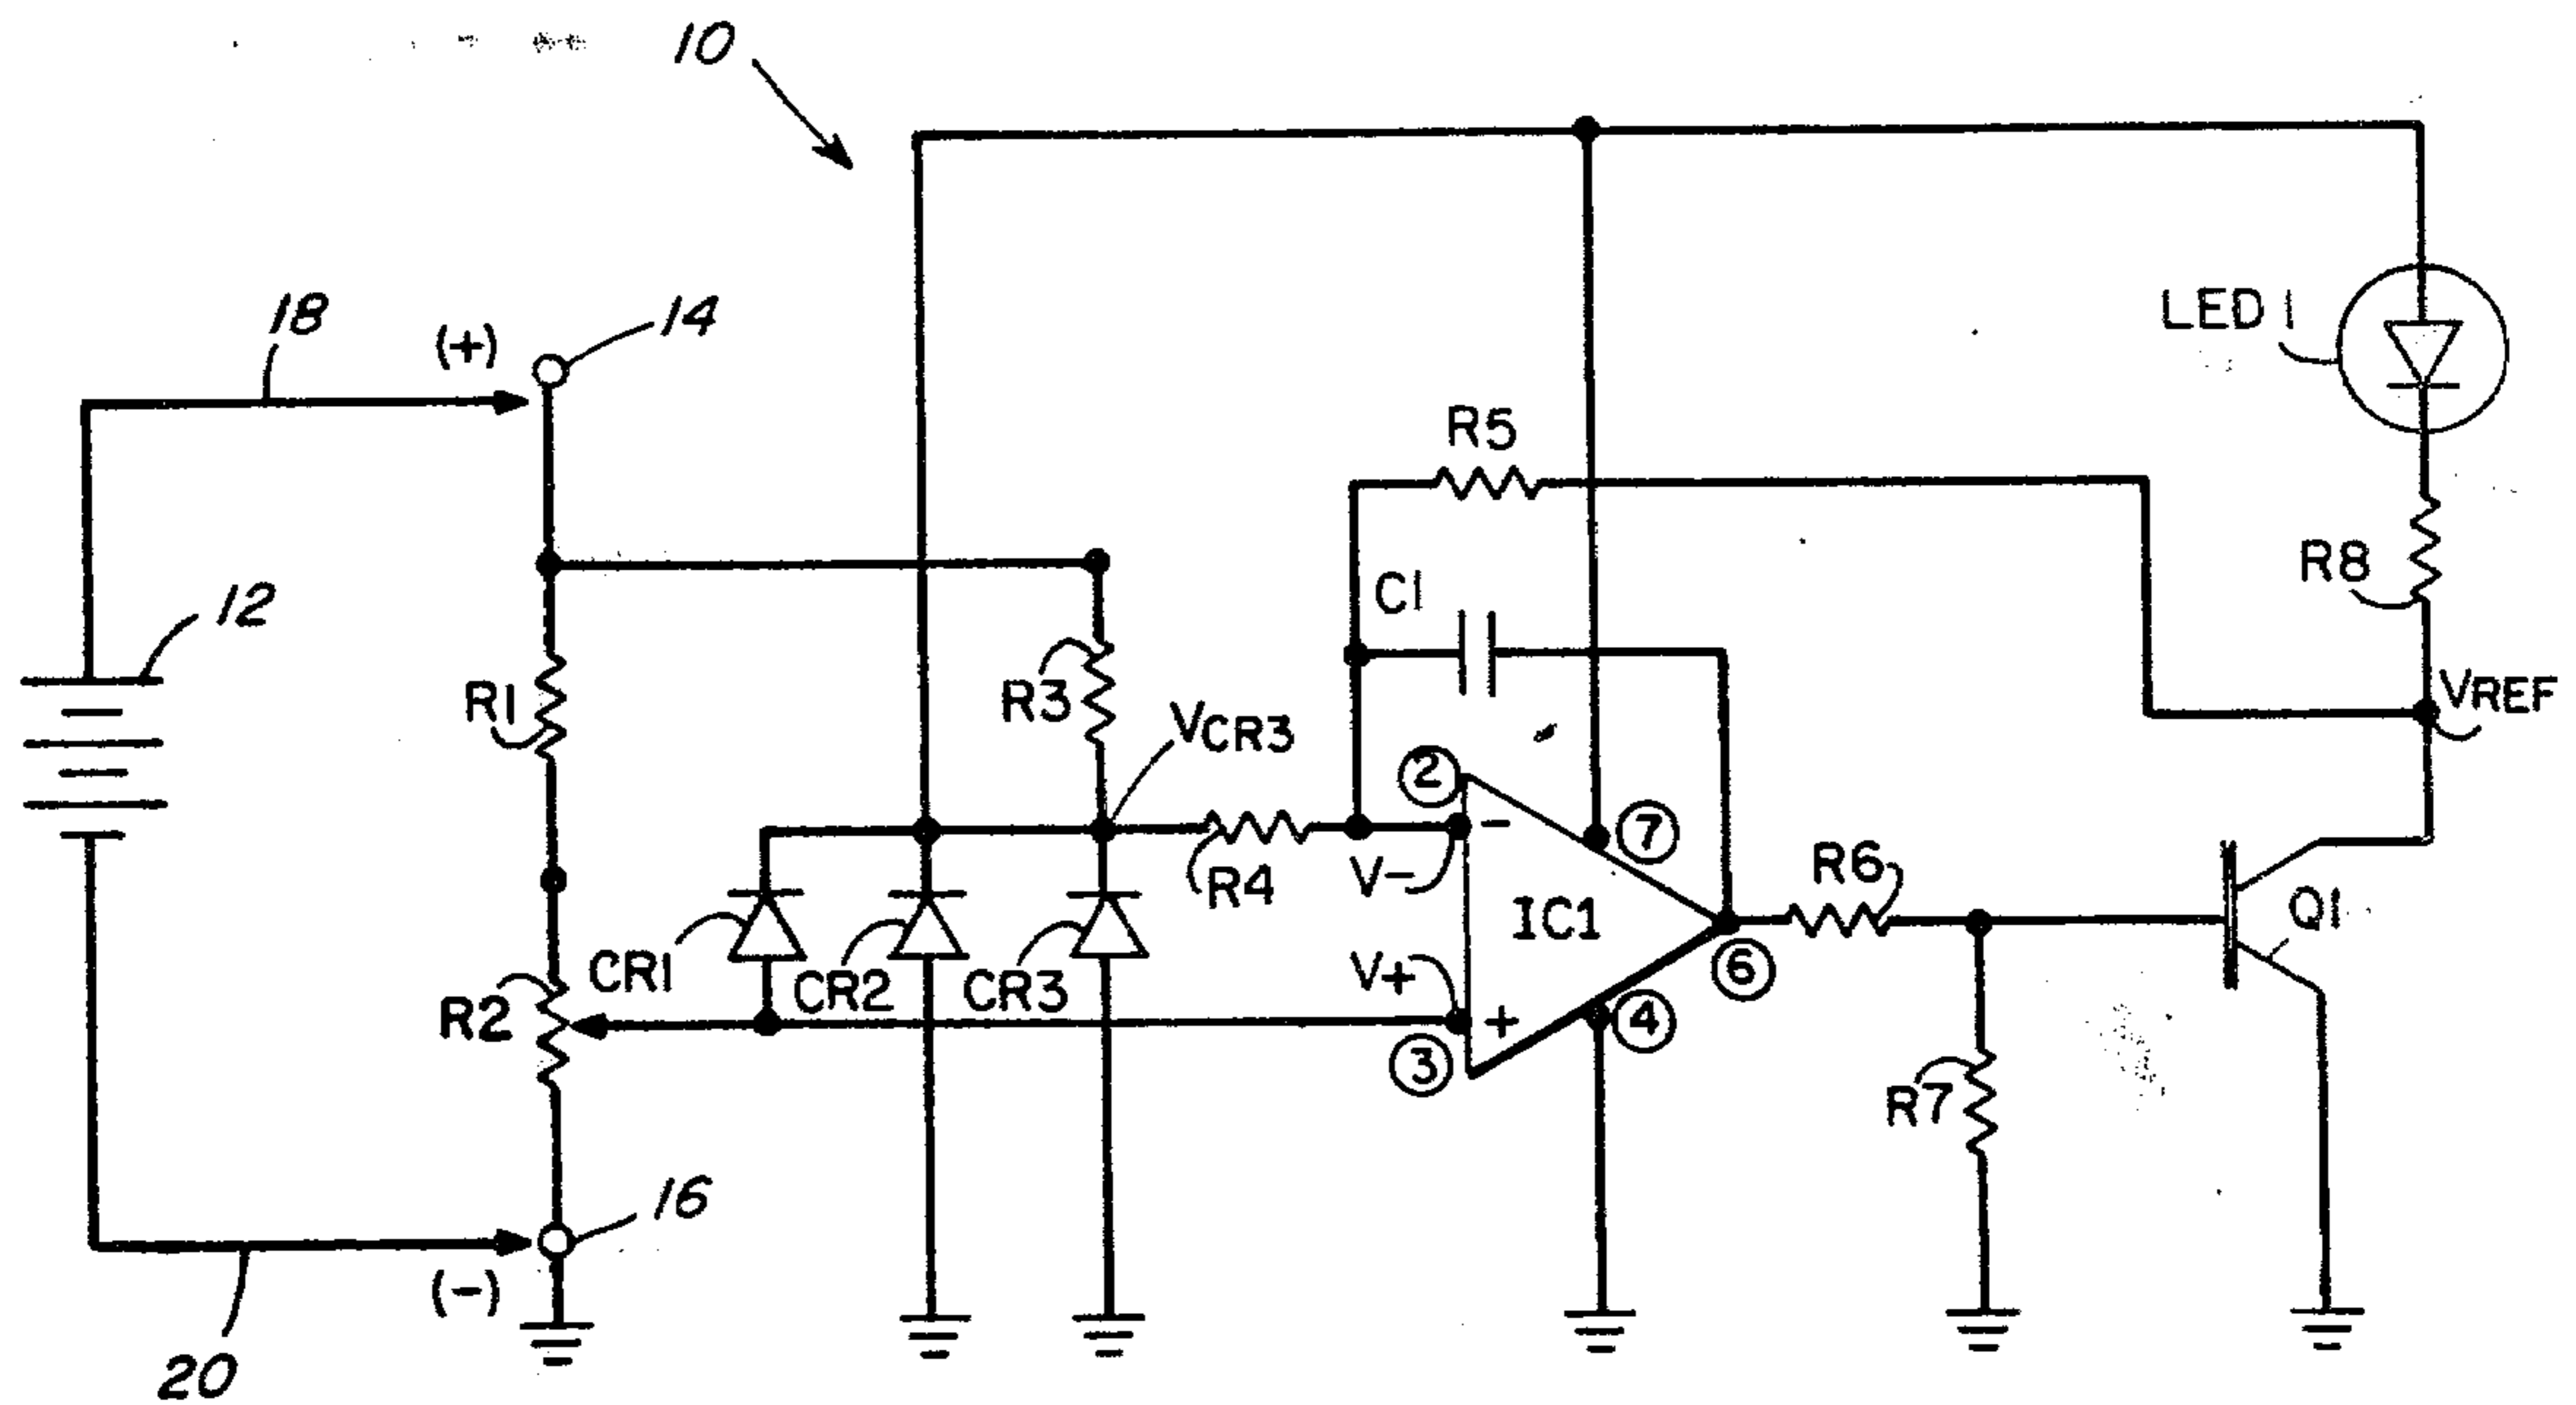 10
18
(+)
14
LED 1
R5
12
C1
R8
R1
R3
VCR3
VREF
2
-
7
V-
R4
R6
IC1
Q1
CR1
CR2
CR3
V+
6
R2
+
4
3
R7
16
(-)
20